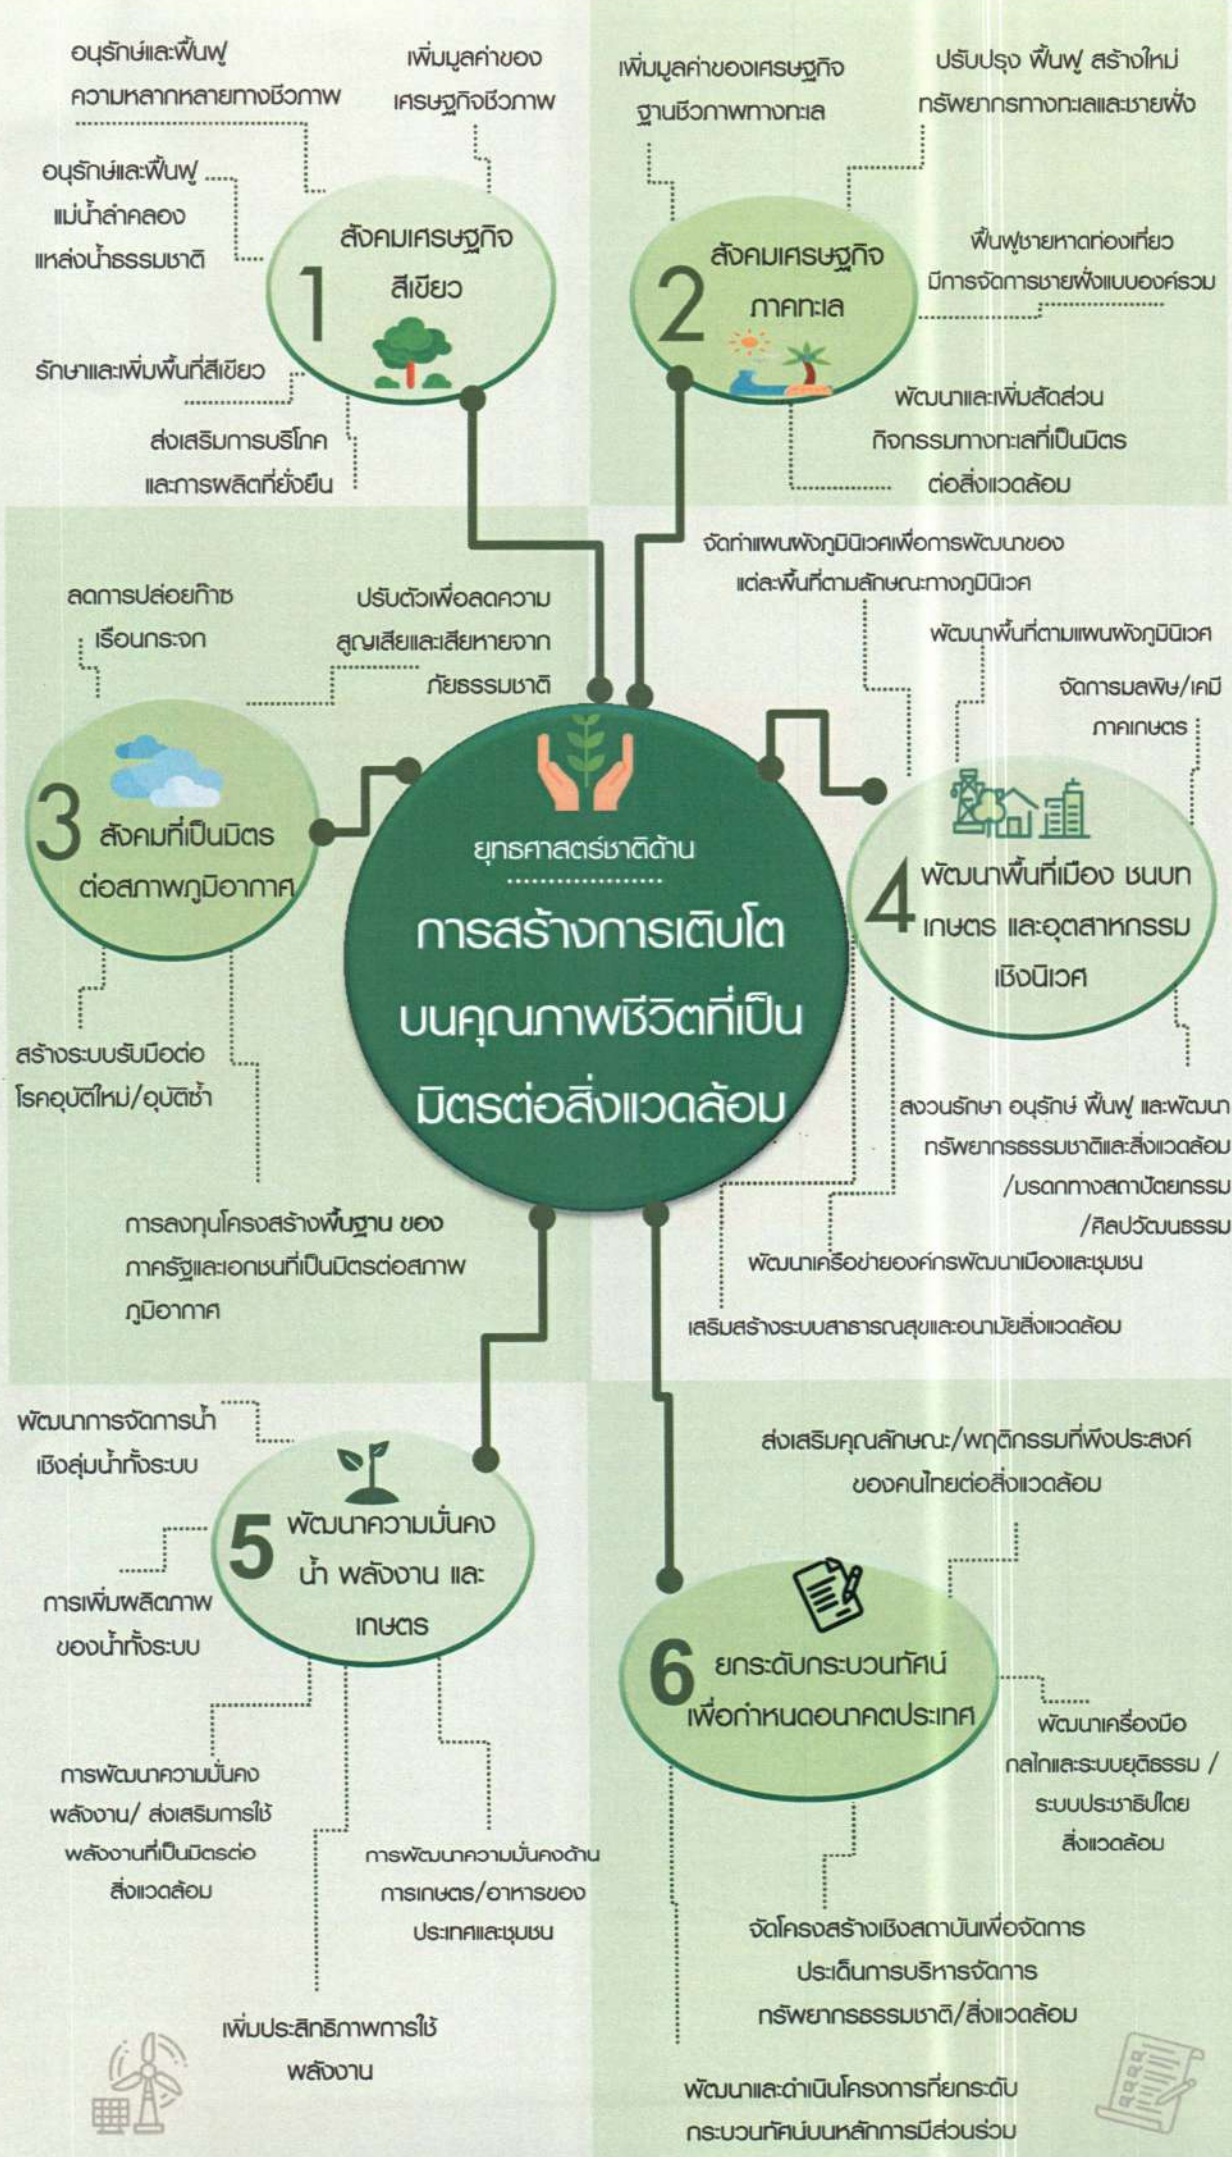 อนุรักษ์และฟื้นฟู
ความหลากหลายทางชีวภาพ
เพิ่มมูลค่าของ
เศรษฐกิจชีวภาพ
อนุรักษ์และฟื้นฟู
แม่น้ำลำคลอง
แหล่งน้ำธรรมชาติ
1
สังคมเศรษฐกิจ
สีเขียว
รักษาและเพิ่มพื้นที่สีเขียว
ส่งเสริมการบริโภค
และการผลิตที่ยั่งยืน
เพิ่มมูลค่าของเศรษฐกิจ
ฐานชีวภาพทางทะเล
ปรับปรุง ฟื้นฟู สร้างใหม่
ทรัพยากรทางทะเลและชายฝั่ง
2
สังคมเศรษฐกิจ
ภาคทะเล
ฟื้นฟูชายหาดท่องเที่ยว
มีการจัดการชายฝั่งแบบองค์รวม
พัฒนาและเพิ่มสัดส่วน
กิจกรรมทางทะเลที่เป็นมิตร
ต่อสิ่งแวดล้อม
ลดการปล่อยก๊าซ
เรือนกระจก
ปรับตัวเพื่อลดความ
สูญเสียและเสียหายจาก
ภัยธรรมชาติ
3
สังคมที่เป็นมิตร
ต่อสภาพภูมิอากาศ
สร้างระบบรับมือต่อ
โรคอุบัติใหม่/อุบัติซ้ำ
การลงทุนโครงสร้างพื้นฐาน ของ
ภาครัฐและเอกชนที่เป็นมิตรต่อสภาพ
ภูมิอากาศ
ยุทธศาสตร์ชาติด้าน
การสร้างการเติบโต
บนคุณภาพชีวิตที่เป็น
มิตรต่อสิ่งแวดล้อม
จัดทำแผนผังภูมินิเวศเพื่อการพัฒนาของ
แต่ละพื้นที่ตามลักษณะทางภูมินิเวศ
พัฒนาพื้นที่ตามแผนผังภูมินิเวศ
จัดการมลพิษ/เคมี
ภาคเกษตร
4
พัฒนาพื้นที่เมือง ชนบท
เกษตร และอุตสาหกรรม
เชิงนิเวศ
สงวนรักษา อนุรักษ์ ฟื้นฟู และพัฒนา
ทรัพยากรธรรมชาติและสิ่งแวดล้อม
/มรดกทางสถาปัตยกรรม
/ศิลปวัฒนธรรม
พัฒนาเครือข่ายองค์กรพัฒนาเมืองและชุมชน
เสริมสร้างระบบสาธารณสุขและอนามัยสิ่งแวดล้อม
พัฒนาการจัดการน้ำ
เชิงลุ่มน้ำทั้งระบบ
5
พัฒนาความมั่นคง
น้ำ พลังงาน และ
เกษตร
การเพิ่มผลิตภาพ
ของน้ำทั้งระบบ
การพัฒนาความมั่นคง
พลังงาน/ ส่งเสริมการใช้
พลังงานที่เป็นมิตรต่อ
สิ่งแวดล้อม
การพัฒนาความมั่นคงด้าน
การเกษตร/อาหารของ
ประเทศและชุมชน
เพิ่มประสิทธิภาพการใช้
พลังงาน
ส่งเสริมคุณลักษณะ/พฤติกรรมที่พึงประสงค์
ของคนไทยต่อสิ่งแวดล้อม
6
ยกระดับกระบวนทัศน์
เพื่อกำหนดอนาคตประเทศ
พัฒนาเครื่องมือ
กลไกและระบบยุติธรรม /
ระบบประชาธิปไตย
สิ่งแวดล้อม
จัดโครงสร้างเชิงสถาบันเพื่อจัดการ
ประเด็นการบริหารจัดการ
ทรัพยากรธรรมชาติ/สิ่งแวดล้อม
พัฒนาและดำเนินโครงการที่ยกระดับ
กระบวนทัศน์บนหลักการมีส่วนร่วม